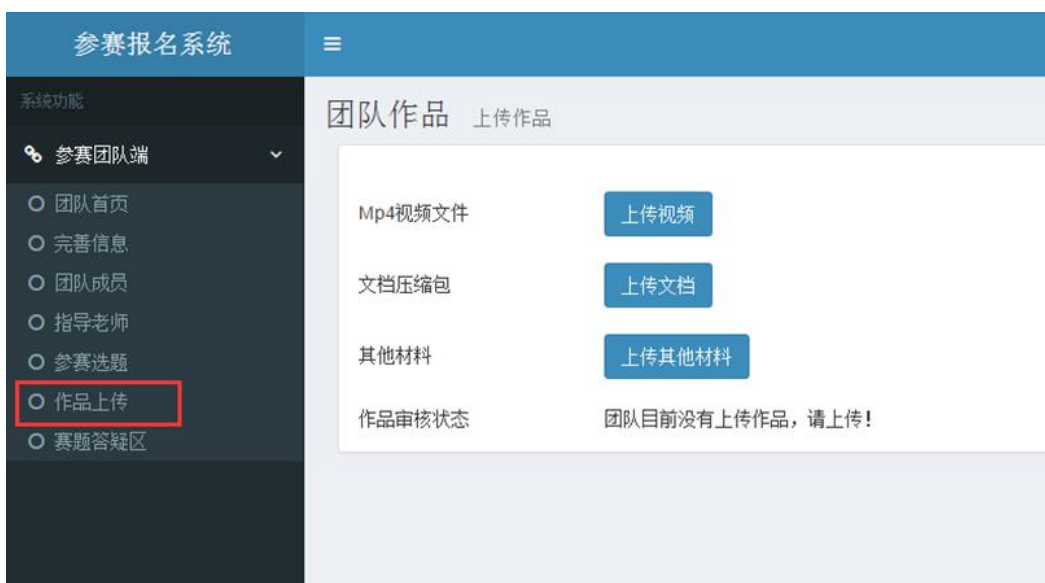 参赛报名系统
系统功能
参赛团队端
团队首页
完善信息
团队成员
指导老师
参赛选题
作品上传
赛题答疑区
团队作品 上传作品
Mp4视频文件 上传视频
文档压缩包 上传文档
其他材料 上传其他材料
作品审核状态 团队目前没有上传作品，请上传！